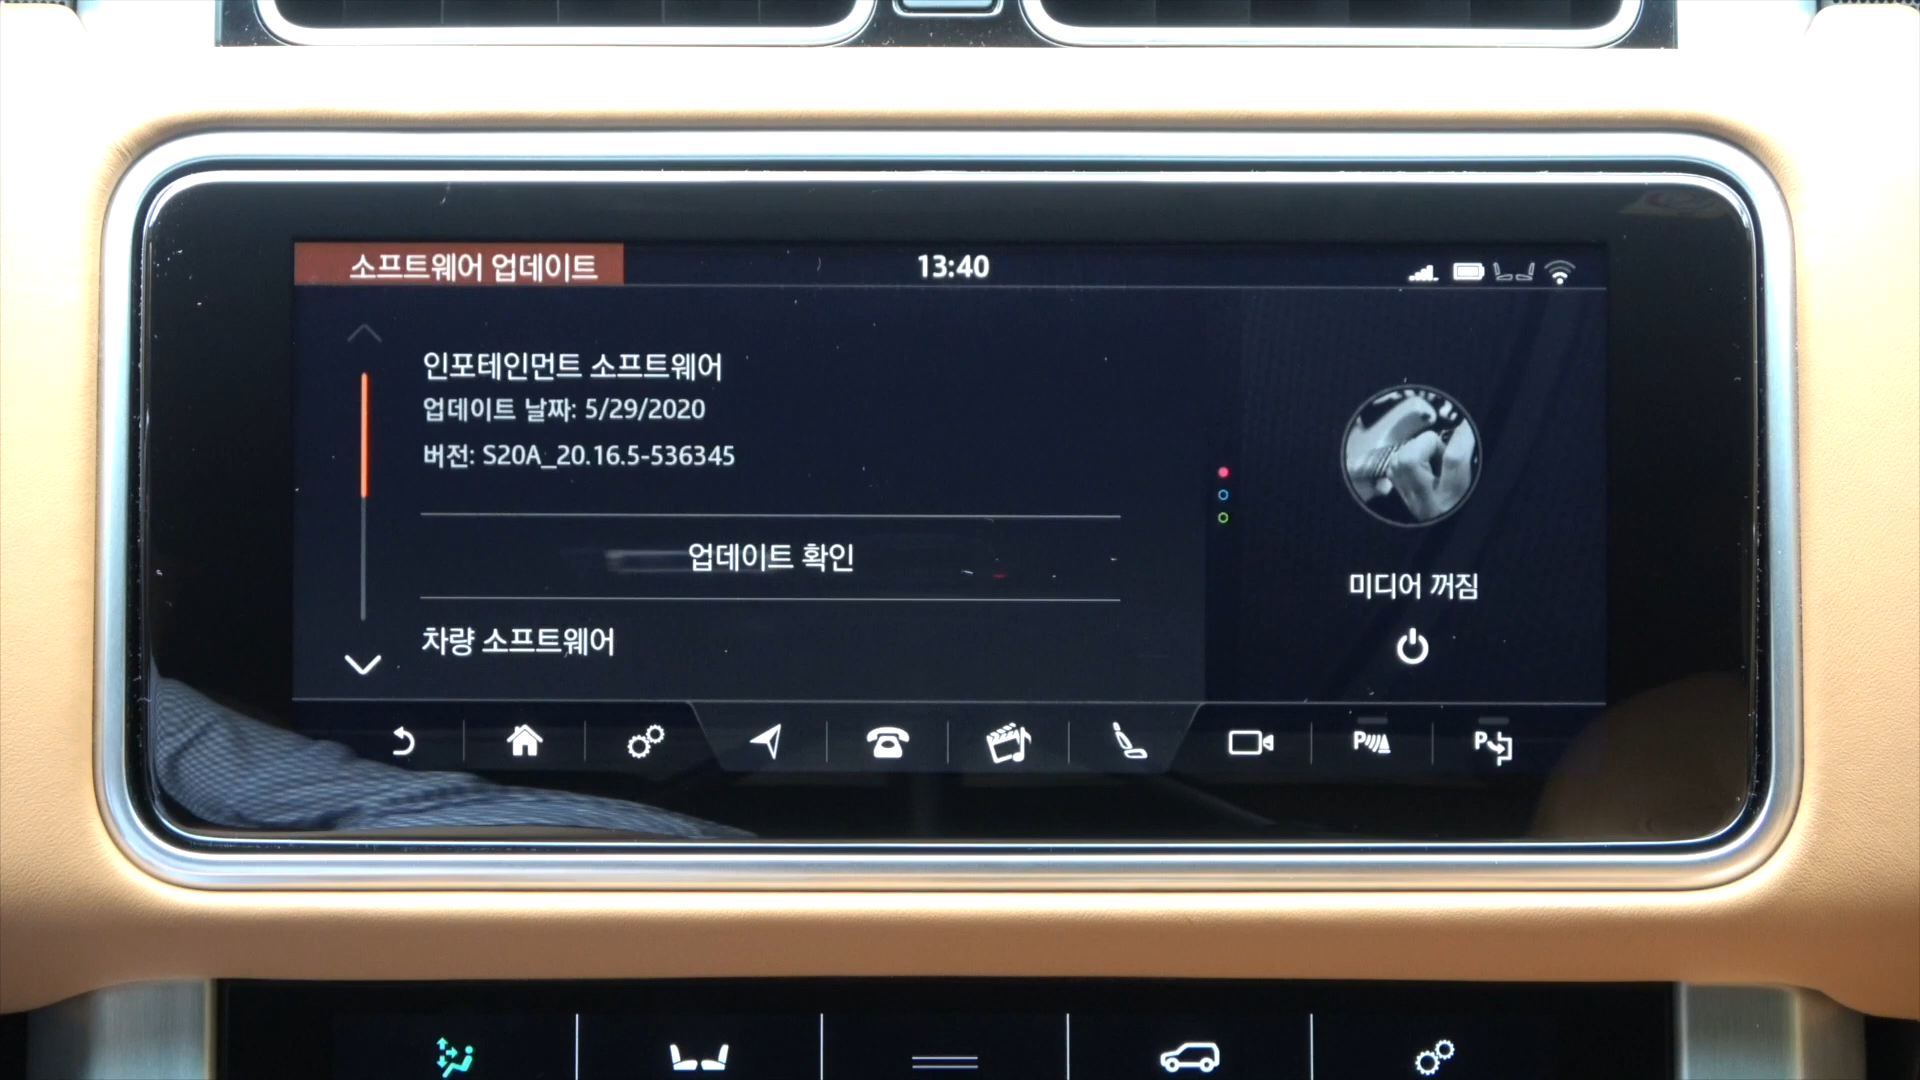 소프트웨어 업데이트
13:40
인포테인먼트 소프트웨어
업데이트 날짜: 5/29/2020
버전: S20A_20.16.5-536345
업데이트 확인
차량 소프트웨어
미디어 꺼짐
P
P